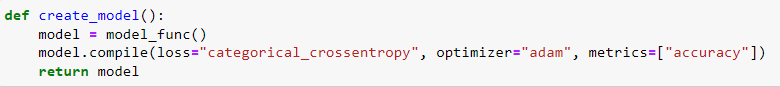 def create_model():
    model = model_func()
    model.compile(loss="categorical_crossentropy", optimizer="adam", metrics=["accuracy"])
    return model